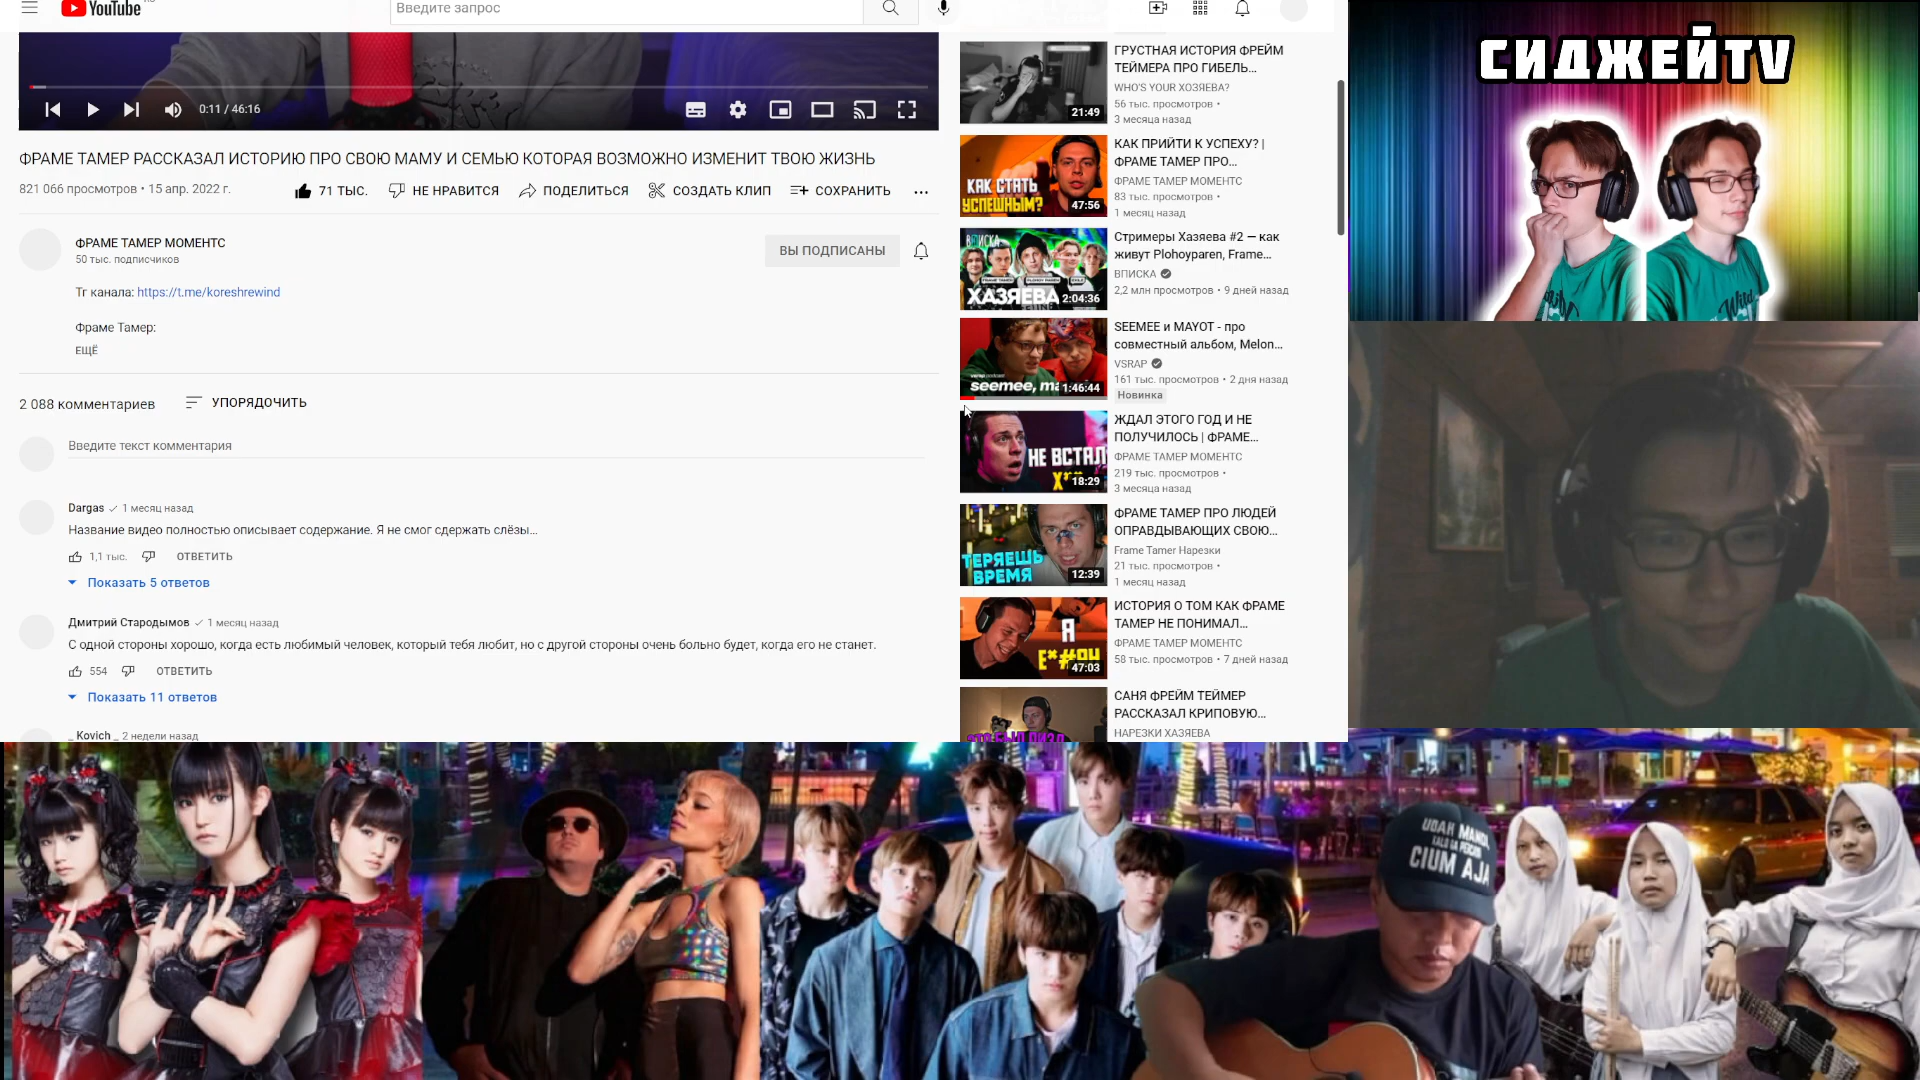 YouTube
Введите запрос
0:11 / 46:16
ФРАМЕ ТАМЕР РАССКАЗАЛ ИСТОРИЮ ПРО СВОЮ МАМУ И СЕМЬЮ КОТОРАЯ ВОЗМОЖНО ИЗМЕНИТ ТВОЮ ЖИЗНЬ
821 066 просмотров • 15 апр. 2022 г.
71 ТЫС.
НЕ НРАВИТСЯ
ПОДЕЛИТЬСЯ
СОЗДАТЬ КЛИП
СОХРАНИТЬ
ФРАМЕ ТАМЕР МОМЕНТС
50 тыс. подписчиков
ВЫ ПОДПИСАНЫ
Тг канала: https://t.me/koreshrewind
Фраме Тамер:
ЕЩЁ
2 088 комментариев
УПОРЯДОЧИТЬ
Введите текст комментария
Dargas 1 месяц назад
Название видео полностью описывает содержание. Я не смог сдержать слёзы...
1,1 тыс.
ОТВЕТИТЬ
Показать 5 ответов
Дмитрий Стародымов 1 месяц назад
С одной стороны хорошо, когда есть любимый человек, который тебя любит, но с другой стороны очень больно будет, когда его не станет.
554
ОТВЕТИТЬ
Показать 11 ответов
_ Kovich _ 2 недели назад
21:49
ГРУСТНАЯ ИСТОРИЯ ФРЕЙМ
ТЕЙМЕРА ПРО ГИБЕЛЬ...
WHO'S YOUR ХОЗЯЕВА?
56 тыс. просмотров •
3 месяца назад
КАК СТАТЬ
УСПЕШНЫМ?
47:56
КАК ПРИЙТИ К УСПЕХУ? |
ФРАМЕ ТАМЕР ПРО...
ФРАМЕ ТАМЕР МОМЕНТС
83 тыс. просмотров •
1 месяц назад
ВПИСКА
ХАЗЯЕВА
2:04:36
Стримеры Хазяева #2 — как
живут Plohoyparen, Frame...
ВПИСКА
2,2 млн просмотров • 9 дней назад
seemee, ma
1:46:44
SEEMEE и MAYOT - про
совместный альбом, Melon...
VSRAP
161 тыс. просмотров • 2 дня назад
Новинка
НЕ ВСТАЛ
18:29
ЖДАЛ ЭТОГО ГОД И НЕ
ПОЛУЧИЛОСЬ | ФРАМЕ...
ФРАМЕ ТАМЕР МОМЕНТС
219 тыс. просмотров •
3 месяца назад
ТЕРЯЕШЬ
ВРЕМЯ
12:39
ФРАМЕ ТАМЕР ПРО ЛЮДЕЙ
ОПРАВДЫВАЮЩИХ СВОЮ...
Frame Tamer Нарезки
21 тыс. просмотров •
1 месяц назад
Я
47:03
ИСТОРИЯ О ТОМ КАК ФРАМЕ
ТАМЕР НЕ ПОНИМАЛ...
ФРАМЕ ТАМЕР МОМЕНТС
58 тыс. просмотров • 7 дней назад
САНЯ ФРЕЙМ ТЕЙМЕР
РАССКАЗАЛ КРИПОВУЮ...
НАРЕЗКИ ХАЗЯЕВА
СИДЖЕЙTV
Wild
UDAH MANDI
CIUM AJA